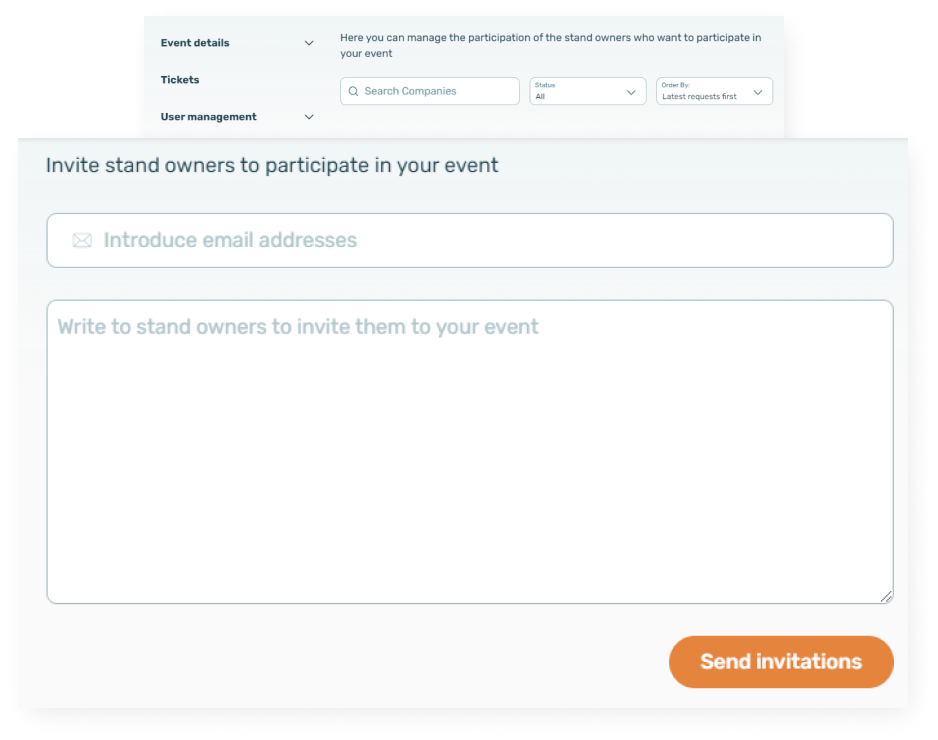 Event details
Tickets
User management
Here you can manage the participation of the stand owners who want to participate in
your event
Search Companies
Status
All
Order By:
Latest requests first
Invite stand owners to participate in your event
Introduce email addresses
Write to stand owners to invite them to your event
Send invitations